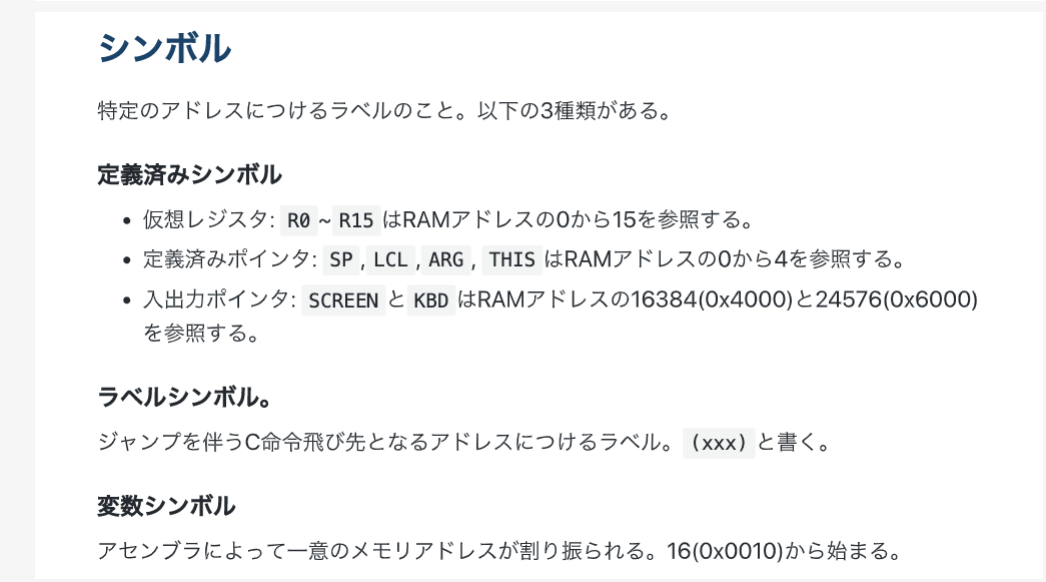 シンボル
特定のアドレスにつけるラベルのこと。以下の3種類がある。
定義済みシンボル
• 仮想レジスタ: R0 ~ R15 はRAMアドレスの0から15を参照する。
• 定義済みポインタ: SP , LCL , ARG , THIS はRAMアドレスの0から4を参照する。
• 入出力ポインタ: SCREEN と KBD はRAMアドレスの16384(0x4000)と24576(0x6000)
を参照する。
ラベルシンボル。
ジャンプを伴うC命令飛び先となるアドレスにつけるラベル。 (xxx) と書く。
変数シンボル
アセンブラによって一意のメモリアドレスが割り振られる。16(0x0010)から始まる。